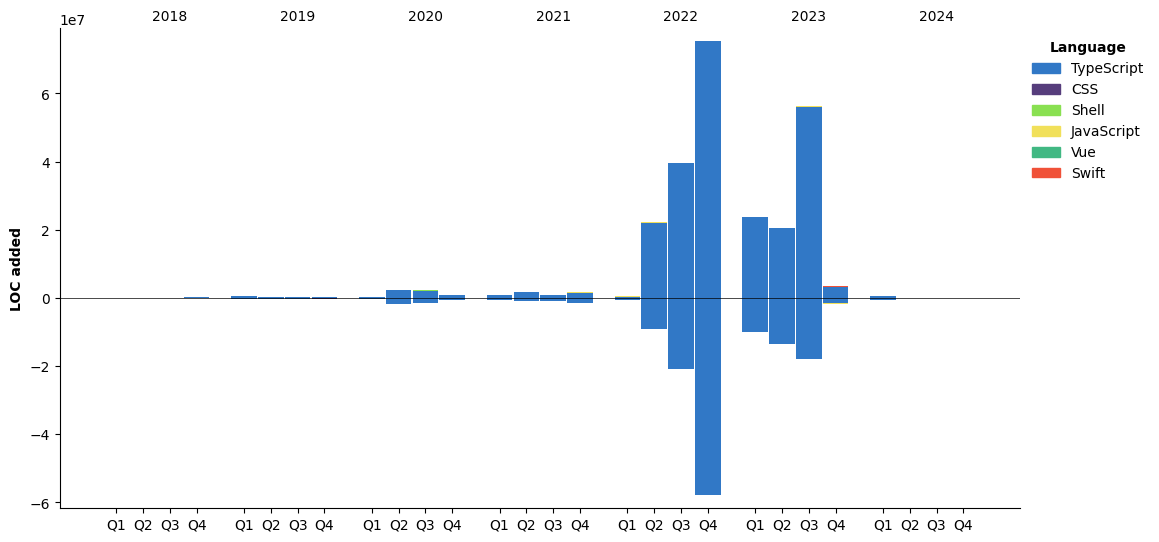 1e7
2018 2019 2020 2021 2022 2023 2024
Language
TypeScript
CSS
Shell
JavaScript
Vue
Swift
LOC added
6
4
2
0
−2
−4
−6
Q1 Q2 Q3 Q4 Q1 Q2 Q3 Q4 Q1 Q2 Q3 Q4 Q1 Q2 Q3 Q4 Q1 Q2 Q3 Q4 Q1 Q2 Q3 Q4 Q1 Q2 Q3 Q4